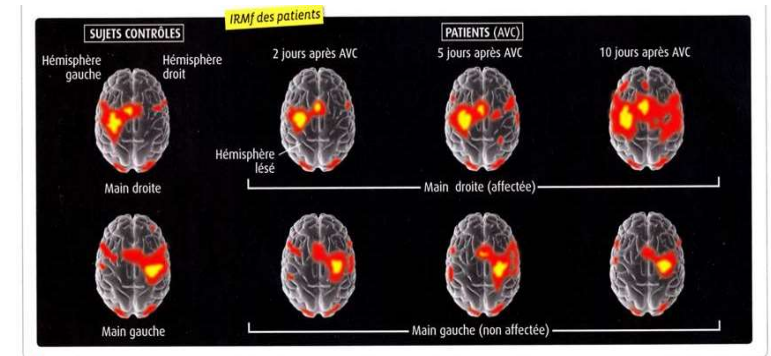 IRMf des patients
SUJETS CONTRÔLES
PATIENTS (AVC)
Hémisphère
gauche
Hémisphère
droit
2 jours après AVC
5 jours après AVC
10 jours après AVC
Hémisphère
lésé
Main droite
Main droite (affectée)
Main gauche
Main gauche (non affectée)